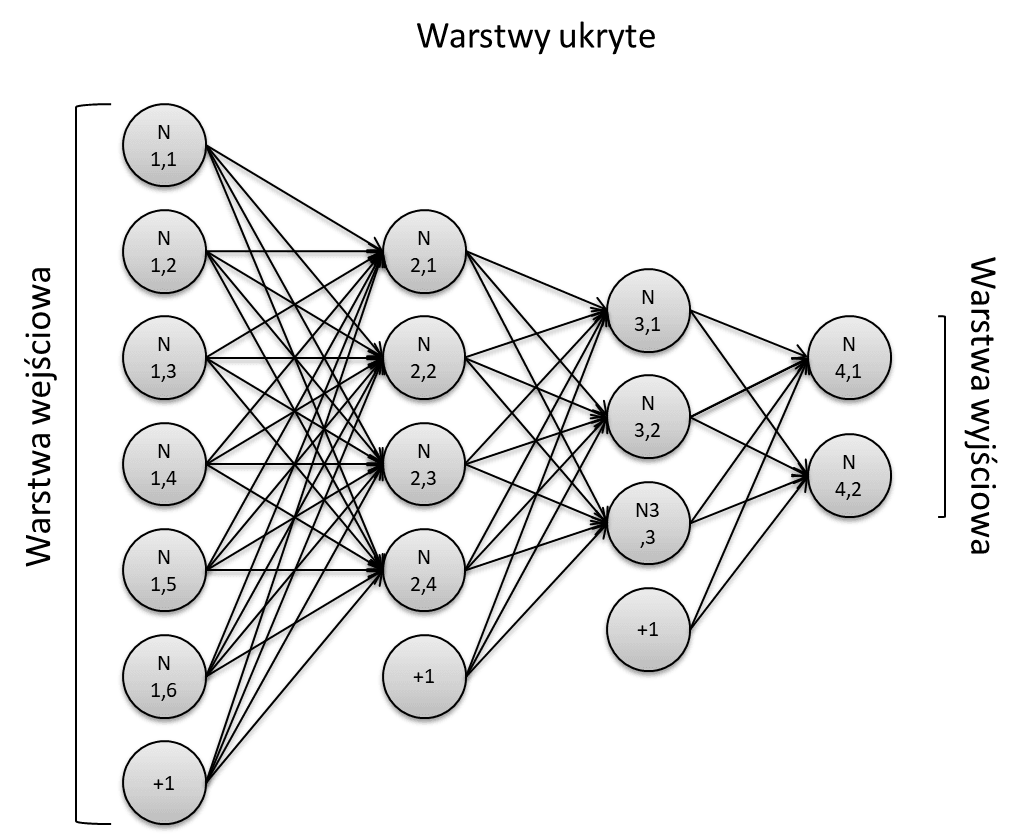 Warstwy ukryte
Warstwa wejściowa
N
1,1
N
1,2
N
1,3
N
1,4
N
1,5
N
1,6
+1
N
2,1
N
2,2
N
2,3
N
2,4
+1
N
3,1
N
3,2
N3
,3
+1
N
4,1
N
4,2
Warstwa wyjściowa